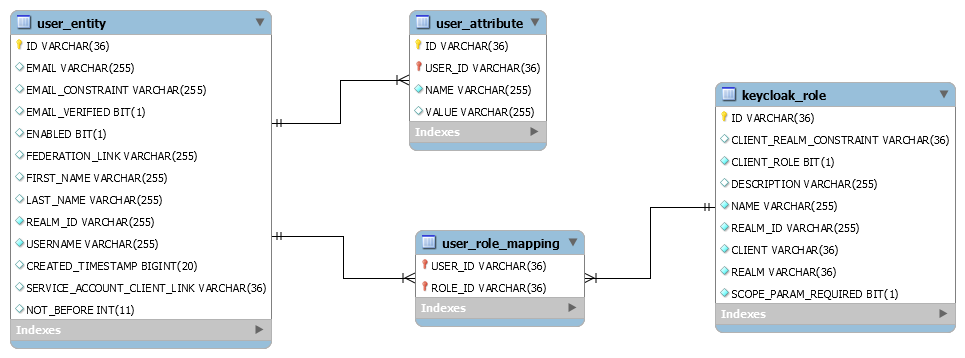 user_entity
ID VARCHAR(36)
EMAIL VARCHAR(255)
EMAIL_CONSTRAINT VARCHAR(255)
EMAIL_VERIFIED BIT(1)
ENABLED BIT(1)
FEDERATION_LINK VARCHAR(255)
FIRST_NAME VARCHAR(255)
LAST_NAME VARCHAR(255)
REALM_ID VARCHAR(255)
USERNAME VARCHAR(255)
CREATED_TIMESTAMP BIGINT(20)
SERVICE_ACCOUNT_CLIENT_LINK VARCHAR(36)
NOT_BEFORE INT(11)
Indexes
user_attribute
ID VARCHAR(36)
USER_ID VARCHAR(36)
NAME VARCHAR(255)
VALUE VARCHAR(255)
Indexes
user_role_mapping
USER_ID VARCHAR(36)
ROLE_ID VARCHAR(36)
Indexes
keycloak_role
ID VARCHAR(36)
CLIENT_REALM_CONSTRAINT VARCHAR(36)
CLIENT_ROLE BIT(1)
DESCRIPTION VARCHAR(255)
NAME VARCHAR(255)
REALM_ID VARCHAR(255)
CLIENT VARCHAR(36)
REALM VARCHAR(36)
SCOPE_PARAM_REQUIRED BIT(1)
Indexes